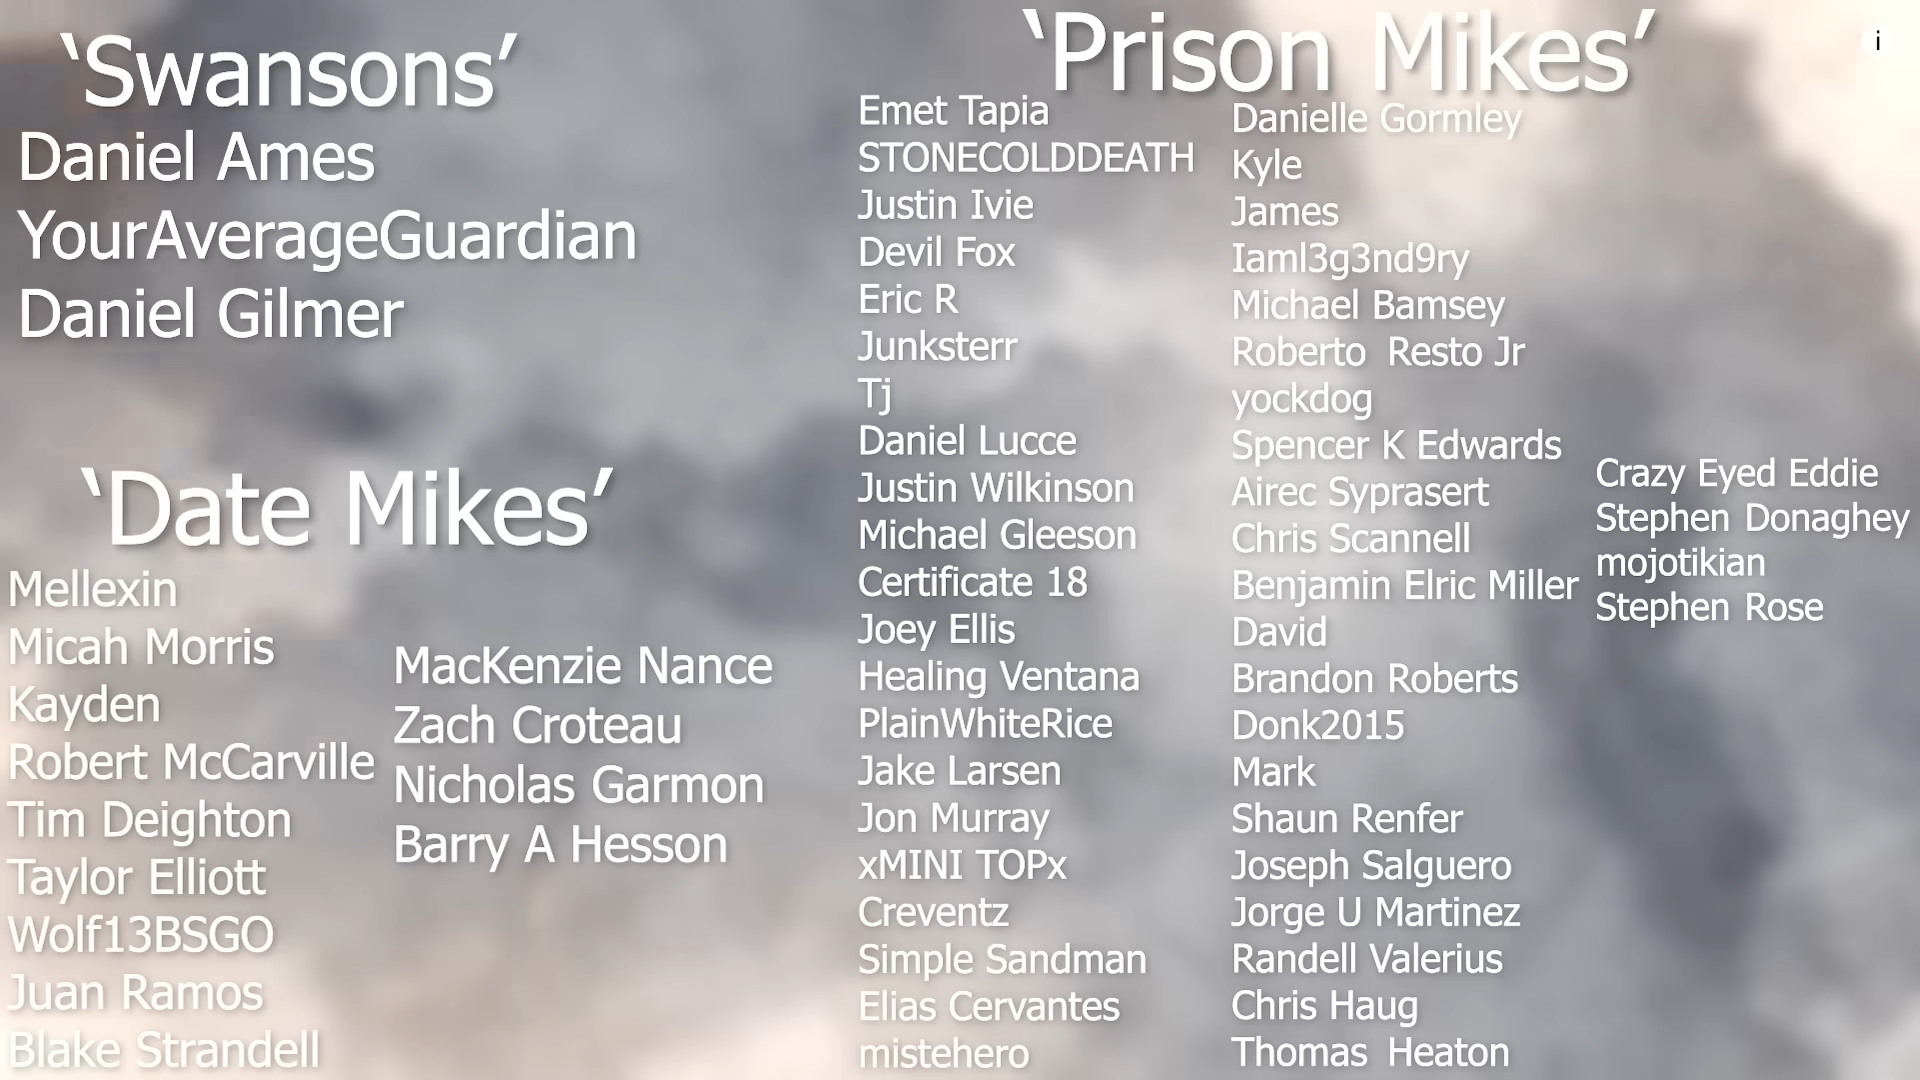 ‘Swansons’
Daniel Ames
YourAverageGuardian
Daniel Gilmer
‘Date Mikes’
Mellexin
Micah Morris
Kayden
Robert McCarville
Tim Deighton
Taylor Elliott
Wolf13BSGO
Juan Ramos
Blake Strandell
MacKenzie Nance
Zach Croteau
Nicholas Garmon
Barry A Hesson
‘Prison Mikes’
Emet Tapia
STONECOLDDEATH
Justin Ivie
Devil Fox
Eric R
Junksterr
Tj
Daniel Lucce
Justin Wilkinson
Michael Gleeson
Certificate 18
Joey Ellis
Healing Ventana
PlainWhiteRice
Jake Larsen
Jon Murray
xMINI TOPx
Creventz
Simple Sandman
Elias Cervantes
mistehero
Danielle Gormley
Kyle
James
Iaml3g3nd9ry
Michael Bamsey
Roberto Resto Jr
yockdog
Spencer K Edwards
Airec Syprasert
Chris Scannell
Benjamin Elric Miller
David
Brandon Roberts
Donk2015
Mark
Shaun Renfer
Joseph Salguero
Jorge U Martinez
Randell Valerius
Chris Haug
Thomas Heaton
Crazy Eyed Eddie
Stephen Donaghey
mojotikian
Stephen Rose
i